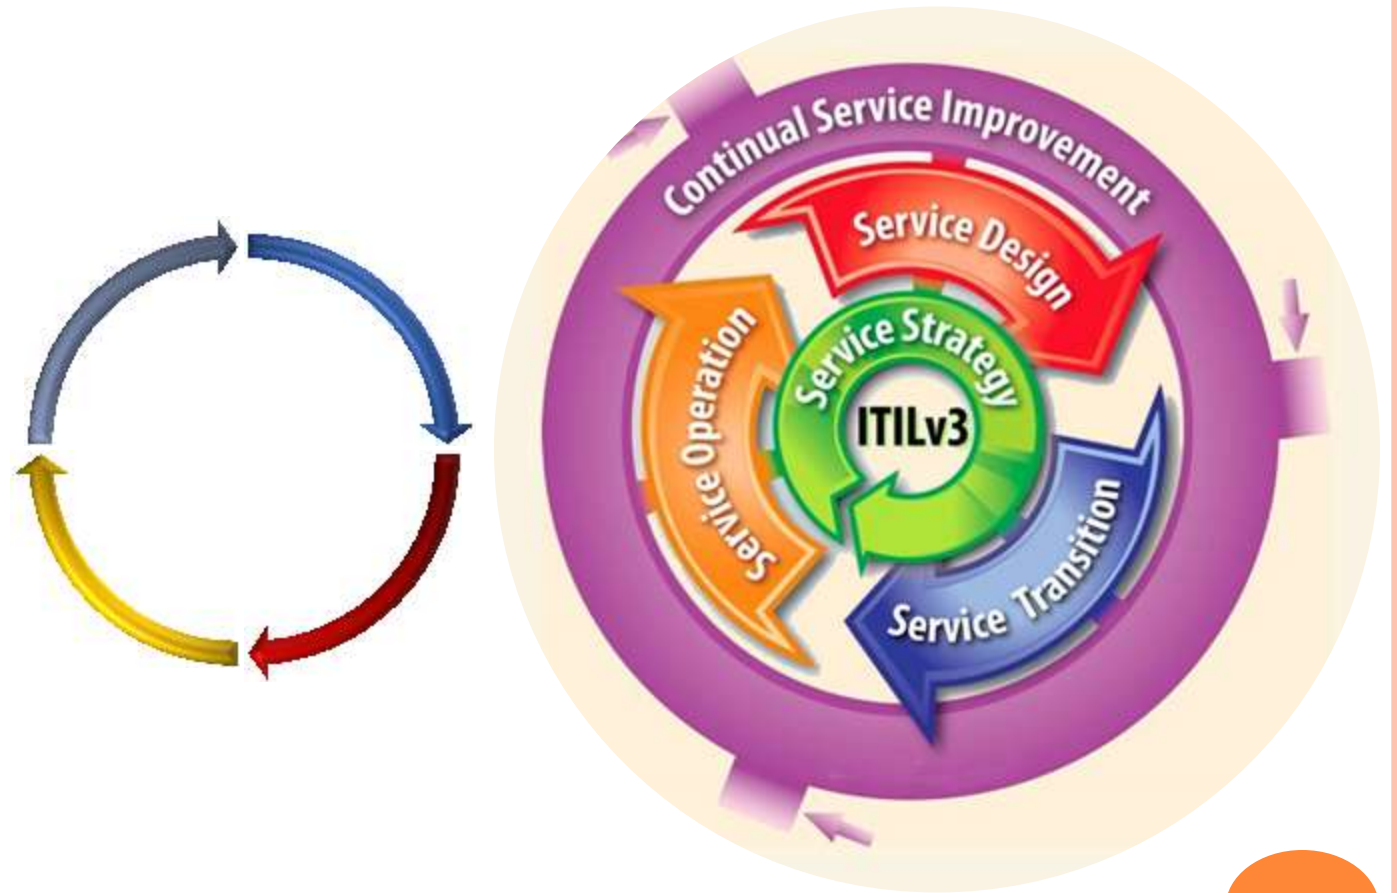 Continual Service Improvement
Service Design
Service Strategy
ITILv3
Service Operation
Service Transition